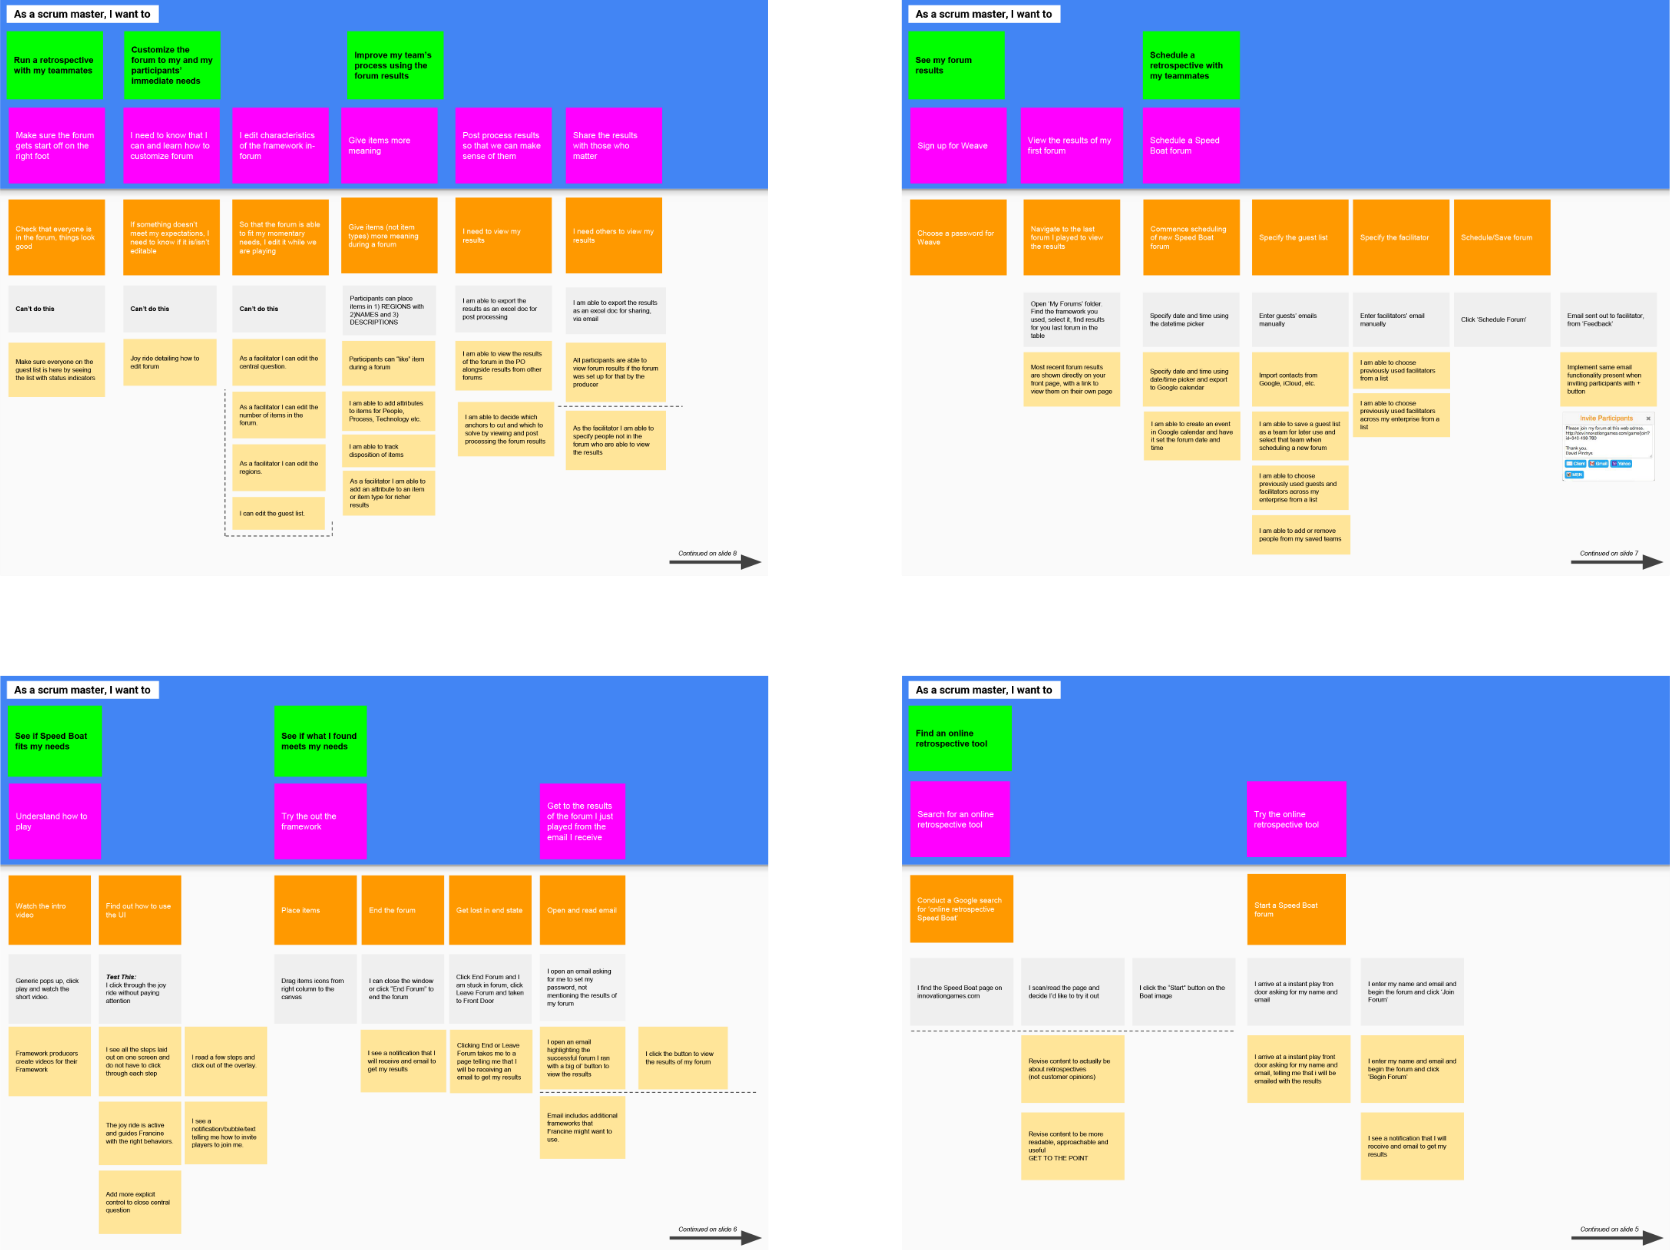 As a scrum master, I want to
Run a retrospective
with my teammates
Customize the
forum to my and my
participants'
immediate needs
Improve my team's
process using the
forum results
Make sure the forum
gets start off on the
right foot
I need to know that I
can and learn how to
customize forum
I edit characteristics
of the framework in-
forum
Give items more
meaning
Post process results
so that we can make
sense of them
Share the results
with those who
matter
Check that everyone is
in the forum, things look
good
If something doesn't
meet my expectations, I
need to know if it is/isn't
editable
So that the forum is able
to fit my momentary
needs, I edit it while we
are playing
Give items (not item
types) more meaning
during a forum
I need to view my
results
I need others to view my
results
Can't do this
Can't do this
Can't do this
Participants can place
items in 1) REGIONS with
2)NAMES and 3)
DESCRIPTIONS
I am able to export the
results as an excel doc for
post processing
I am able to export the results
as an excel doc for sharing,
via email
Make sure everyone on the
guest list is here by seeing
the list with status indicators.
Joy ride detailing how to
edit forum
As a facilitator I can edit the
central question.
Participants can "like" item
during a forum
I am able to view the results
of the forum in the PO
alongside results from other
forums
All participants are able to
view forum results if the forum
was set up for that by the
producer
As a facilitator I can edit the
number of items in the
forum.
I am able to add attributes
to items for People,
Process, Technology etc.
I am able to decide which
anchors to cut and which to
solve by viewing and post
processing the forum results
As the facilitator I am able to
specify people not in the
forum who are able to view
the results
As a facilitator I can edit the
regions.
I am able to track
disposition of items
As a facilitator I am able to
add an attribute to an item
or item type for richer
results
I can edit the guest list.
Continued on slide 8
As a scrum master, I want to
See my forum
results
Schedule a
retrospective with
my teammates
Sign up for Weave
View the results of my
first forum
Schedule a Speed
Boat forum
Choose a password for
Weave
Navigate to the last
forum I played to view
the results
Commence scheduling
of new Speed Boat
forum
Specify the guest list
Specify the facilitator
Schedule/Save forum
Open 'My Forums' folder.
Find the framework you
used, select it, find results
for you last forum in the
table
Specify date and time using
the datetime picker
Enter guests' emails
manually
Enter facilitators' email
manually
Click 'Schedule Forum'
Email sent out to facilitator,
from 'Feedback'
Most recent forum results
are shown directly on your
front page, with a link to
view them on their own page
Specify date and time using
date/time picker and export
to Google calendar
Import contacts from
Google, iCloud, etc.
I am able to choose
previously used facilitators
from a list
Implement same email
functionality present when
inviting participants with +
button
I am able to create an event
in Google calendar and have
it set the forum date and
time
I am able to save a guest list
as a team for later use and
select that team when
scheduling a new forum
I am able to choose
previously used facilitators
across my enterprise from a
list
Invite Participants
Please join my forum at this web adress.
Thank you
Client
Gmail
Yahoo
MSN
I am able to choose
previously used guests and
facilitators across my
enterprise from a list
I am able to add or remove
people from my saved teams
Continued on slide 7
As a scrum master, I want to
See if Speed Boat
fits my needs
See if what I found
meets my needs
Understand how to
play
Try the out the
framework
Get to the results
of the forum I just
played from the
email I receive
Watch the intro
video
Find out how to use
the UI
Place items
End the forum
Get lost in end state
Open and read email
Generic pops up, click
play and watch the
short video.
Test This:
I click through the joy
ride without paying
attention
Drag items icons from
right column to the
canvas
I can close the window
or click "End Forum" to
end the forum
Click End Forum and I
am stuck in forum, click
Leave Forum and taken
to Front Door
I open an email asking
for me to set my
password, not
mentioning the results of
my forum
Framework producers
create videos for their
Framework
I see all the steps laid
out on one screen and
do not have to click
through each step
I read a few steps and
click out of the overlay.
I see a notification that I
will receive and email to
get my results
Clicking End or Leave
Forum takes me to a
page telling me that I
will be receiving an
email to get my results
I open an email
highlighting the
successful forum I ran
with a big ol' button to
view the results
I click the button to view
the results of my forum
The joy ride is active
and guides Francine
with the right behaviors.
I see a
notification/bubble/text
telling me how to invite
players to join me.
Email includes additional
frameworks that
Francine might want to
use.
Add more explicit
control to close central
question
Continued on slide 6
As a scrum master, I want to
Find an online
retrospective tool
Search for an online
retrospective tool
Try the online
retrospective tool
Conduct a Google search
for 'online retrospective
Speed Boat'
Start a Speed Boat
forum
I find the Speed Boat page on
innovationgames.com
I scan/read the page and
decide I'd like to try it out
I click the "Start" button on the
Boat image
I arrive at a instant play fron
door asking for my name and
email
I enter my name and email and
begin the forum and click 'Join
Forum'
Revise content to actually be
about retrospectives
(not customer opinions)
I arrive at a instant play front
door asking for my name and
email, telling me that i will be
emailed with the results
I enter my name and email and
begin the forum and click
'Begin Forum'
Revise content to be more
readable, approachable and
useful
GET TO THE POINT
I see a notification that I will
receive and email to get my
results
Continued on slide 5